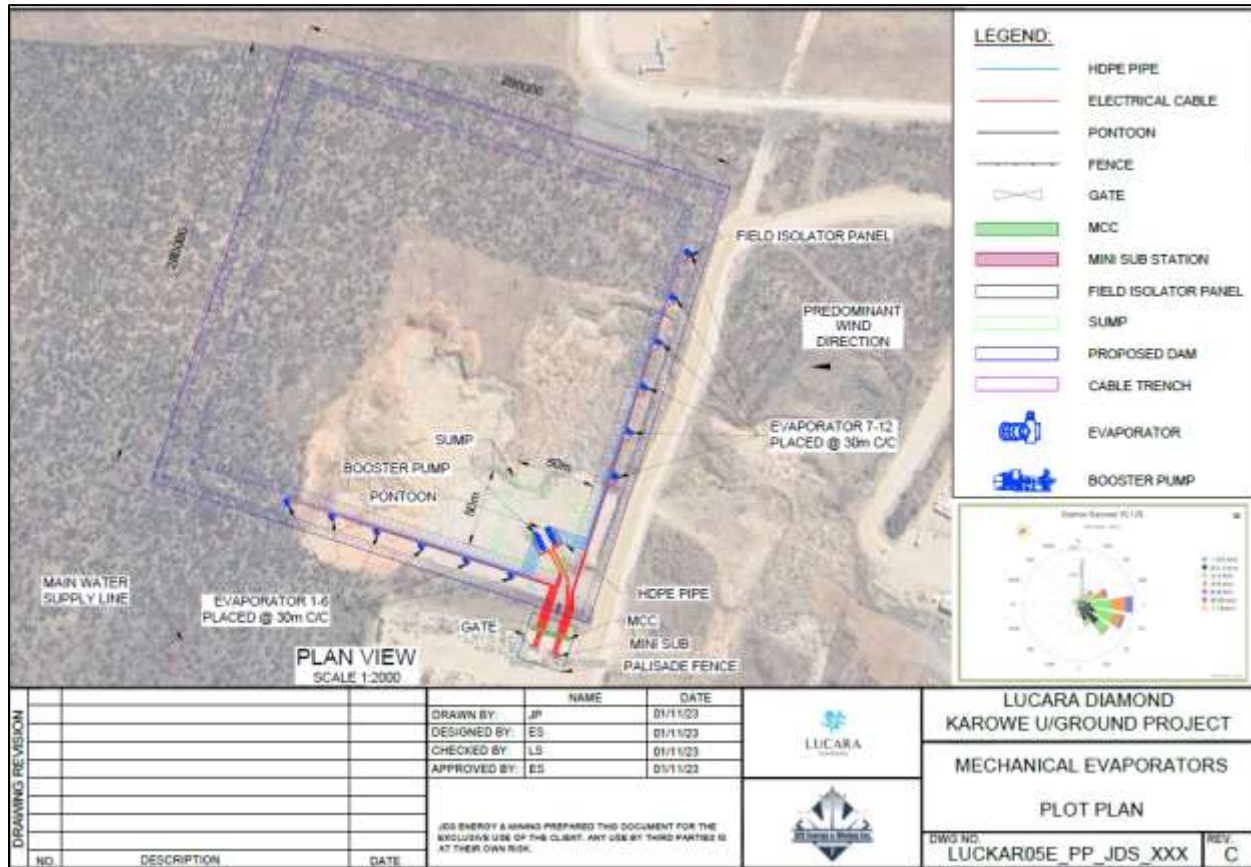 LEGEND:
HDPE PIPE
ELECTRICAL CABLE
PONTOON
FENCE
GATE
MCC
MINI SUB STATION
FIELD ISOLATOR PANEL
SUMP
PROPOSED DAM
CABLE TRENCH
EVAPORATOR
BOOSTER PUMP
280000
280000
FIELD ISOLATOR PANEL
PREDOMINANT
WIND
DIRECTION
EVAPORATOR 7-12
PLACED @ 30m C/C
SUMP
BOOSTER PUMP
PONTOON
50m
50m
MAIN WATER
SUPPLY LINE
EVAPORATOR 1-6
PLACED @ 30m C/C
HDPE PIPE
GATE
MCC
MINI SUB
PALISADE FENCE
PLAN VIEW
SCALE 1:2000
DRAWING REVISION
NO.
DESCRIPTION
DATE
NAME
DATE
DRAWN BY: JP 01/11/23
DESIGNED BY: ES 01/11/23
CHECKED BY: LS 01/11/23
APPROVED BY: ES 01/11/23
JDS ENERGY & MINING PREPARED THIS DOCUMENT FOR THE
EXCLUSIVE USE OF THE CLIENT. ANY USE BY THIRD PARTIES IS
AT THEIR OWN RISK.
LUCARA
LUCARA DIAMOND
KAROWE U/GROUND PROJECT
MECHANICAL EVAPORATORS
PLOT PLAN
DWG NO.
LUCKAR05E_PP_JDS_XXX
REV.
C